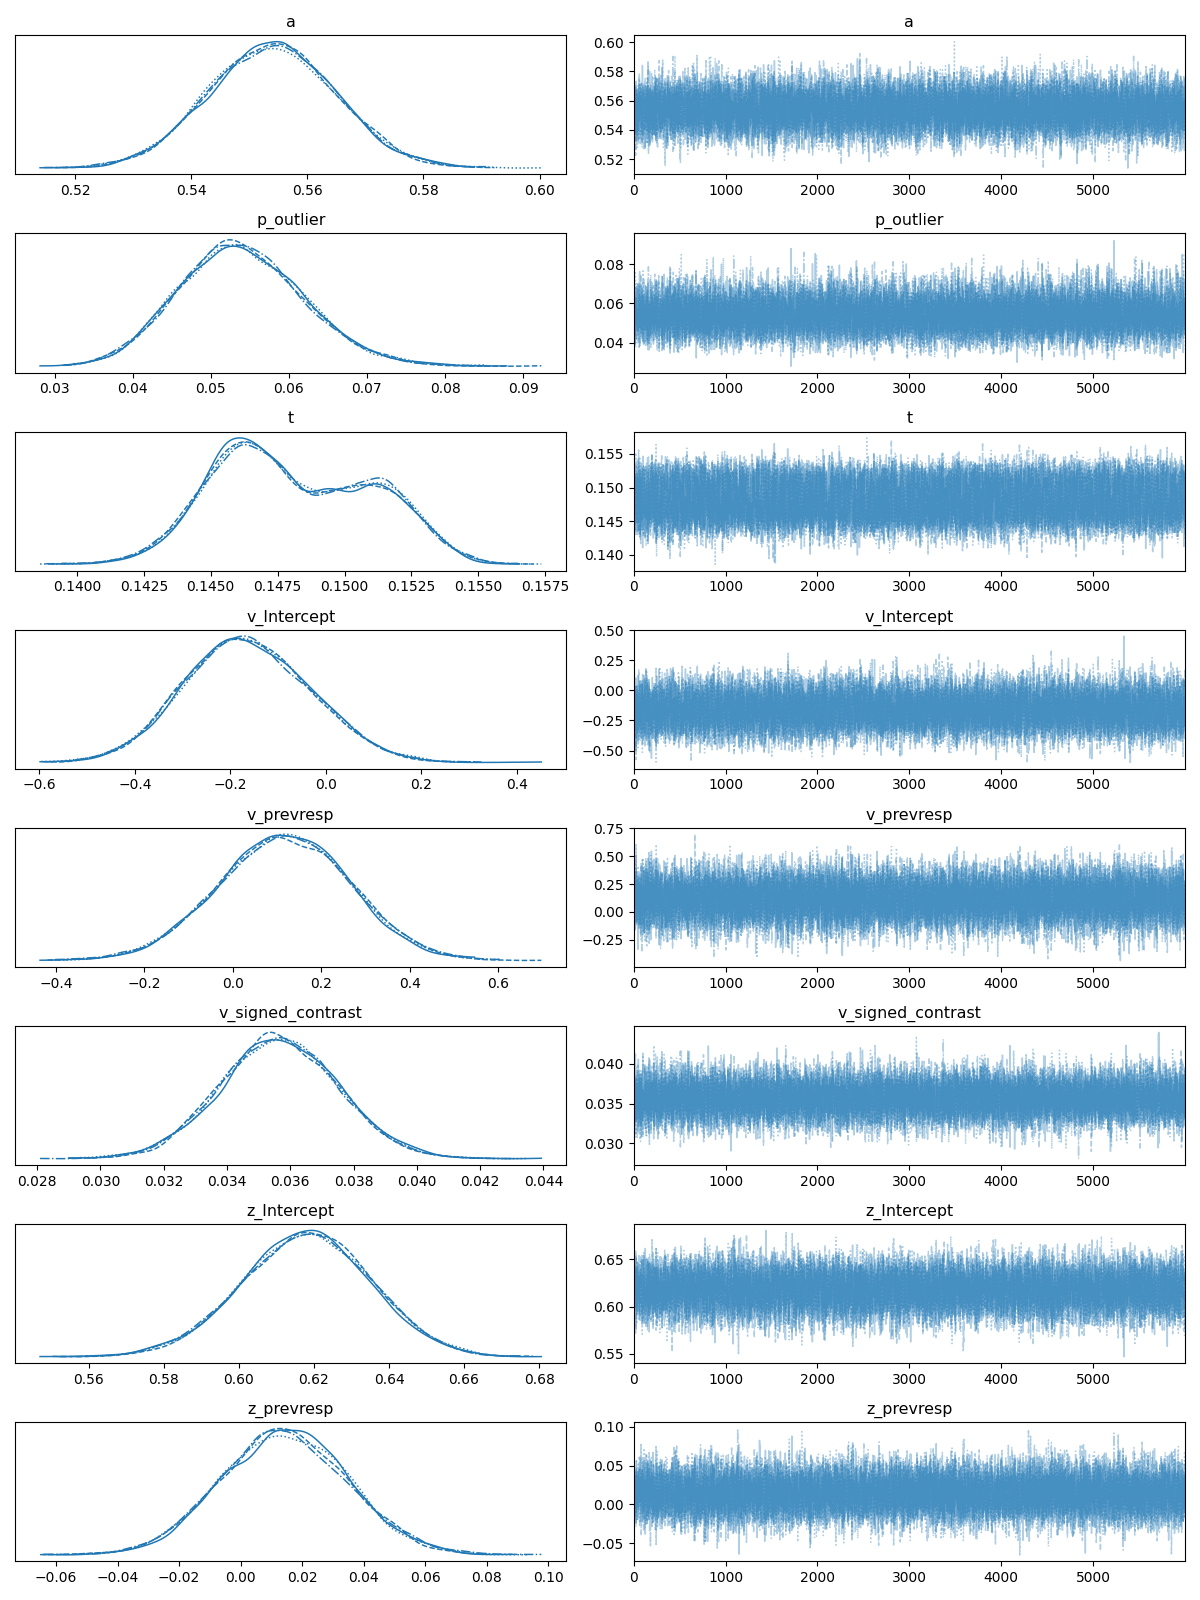 a a
0.60
0.58
0.56
0.54
0.52
0.52 0.54 0.56 0.58 0.60 0 1000 2000 3000 4000 5000
p_outlier p_outlier
0.08
0.06
0.04
0.03 0.04 0.05 0.06 0.07 0.08 0.09 0 1000 2000 3000 4000 5000
t t
0.155
0.150
0.145
0.140
0.1400 0.1425 0.1450 0.1475 0.1500 0.1525 0.1550 0.1575 0 1000 2000 3000 4000 5000
v_Intercept v_Intercept
0.50
0.25
0.00
−0.25
−0.50
−0.6 −0.4 −0.2 0.0 0.2 0.4 0 1000 2000 3000 4000 5000
v_prevresp v_prevresp
0.75
0.50
0.25
0.00
−0.25
−0.4 −0.2 0.0 0.2 0.4 0.6 0 1000 2000 3000 4000 5000
v_signed_contrast v_signed_contrast
0.040
0.035
0.030
0.028 0.030 0.032 0.034 0.036 0.038 0.040 0.042 0.044 0 1000 2000 3000 4000 5000
z_Intercept z_Intercept
0.65
0.60
0.55
0.56 0.58 0.60 0.62 0.64 0.66 0.68 0 1000 2000 3000 4000 5000
z_prevresp z_prevresp
0.10
0.05
0.00
−0.05
−0.06 −0.04 −0.02 0.00 0.02 0.04 0.06 0.08 0.10 0 1000 2000 3000 4000 5000